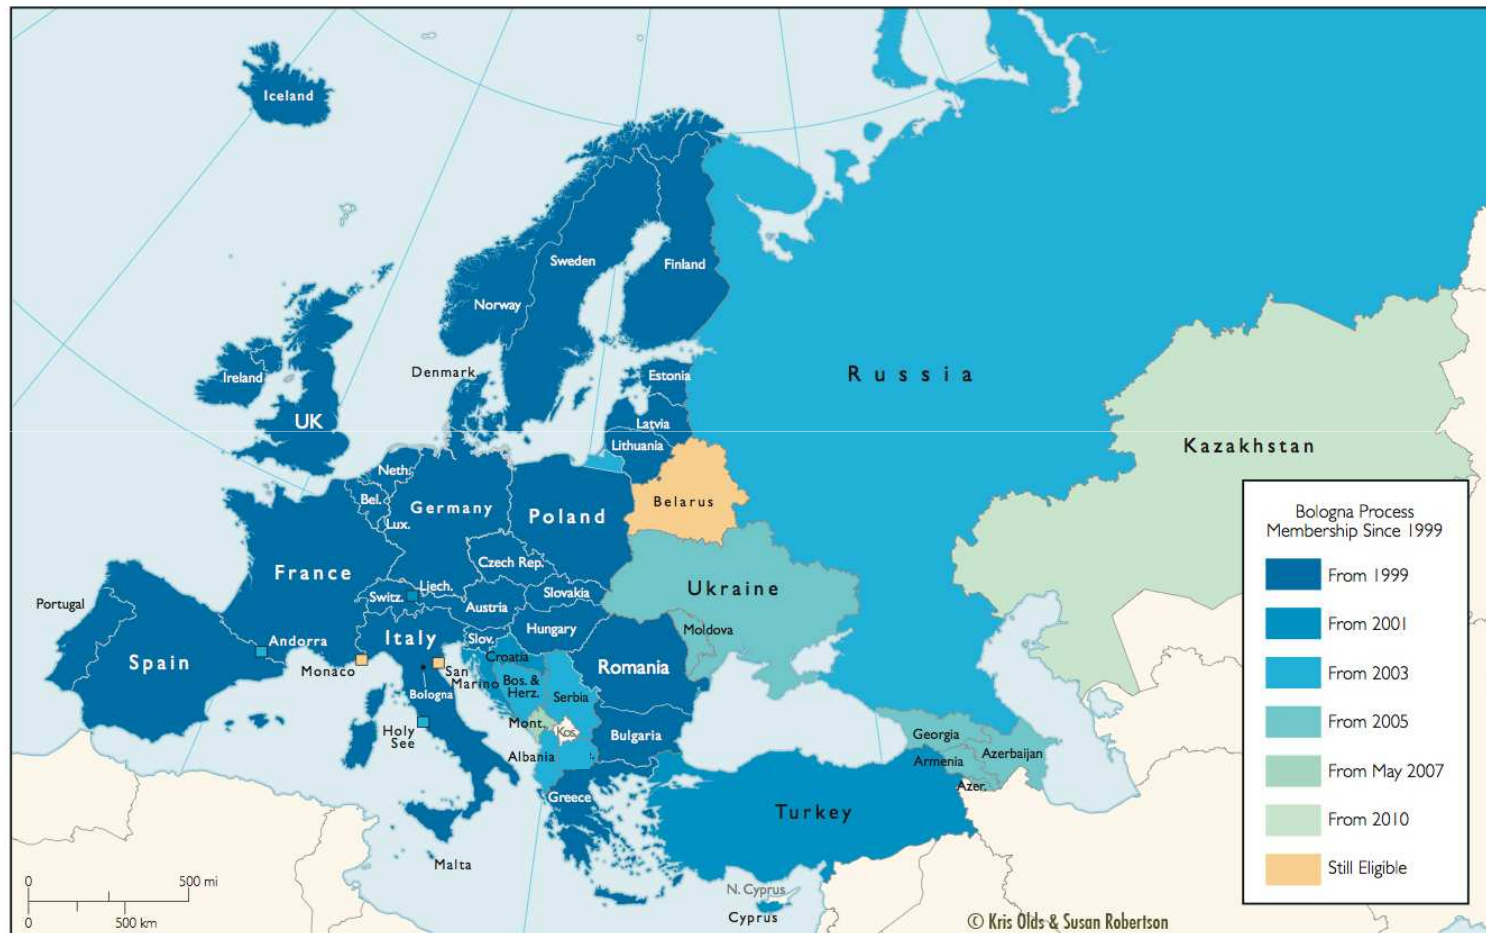 Iceland
Sweden
Finland
Norway
Russia
Denmark
Estonia
Ireland
Latvia
UK
Lithuania
Kazakhstan
Neth.
Belarus
Bel.
Germany
Poland
Lux.
Czech Rep.
France
Ukraine
Liech.
Switz.
Slovakia
Austria
Portugal
Hungary
Moldova
Andorra
Italy
Slov.
Spain
Croatia
Romania
Monaco
San
Marino
Bos. &
Herz.
Bologna
Serbia
Mont.
Kos.
Holy
See
Bulgaria
Georgia
Azerbaijan
Albania
Armenia
Azer.
Greece
Turkey
Malta
N. Cyprus
Cyprus
0 500 mi
0 500 km
© Kris Olds & Susan Robertson
Bologna Process
Membership Since 1999
From 1999
From 2001
From 2003
From 2005
From May 2007
From 2010
Still Eligible